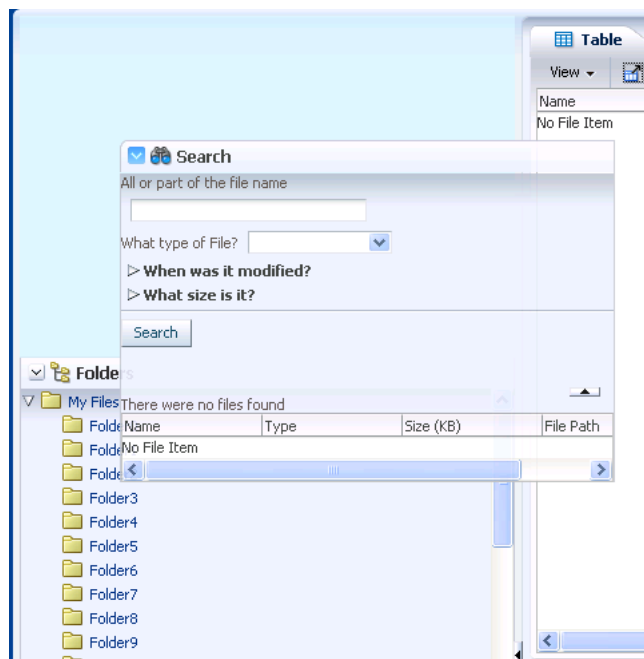 Table
View
Name
No File Item
Search
All or part of the file name
What type of File?
When was it modified?
What size is it?
Search
Folders
My Files
There were no files found
Name Type Size (KB) File Path
No File Item
Folder3
Folder4
Folder5
Folder6
Folder7
Folder8
Folder9